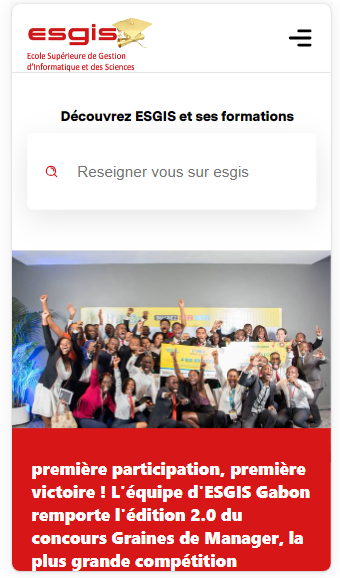 esgis
Ecole Supérieure de Gestion
d'Informatique et des Sciences
Découvrez ESGIS et ses formations
Reseigner vous sur esgis
première participation, première
victoire ! L'équipe d'ESGIS Gabon
remporte l'édition 2.0 du
concours Graines de Manager, la
plus grande compétition